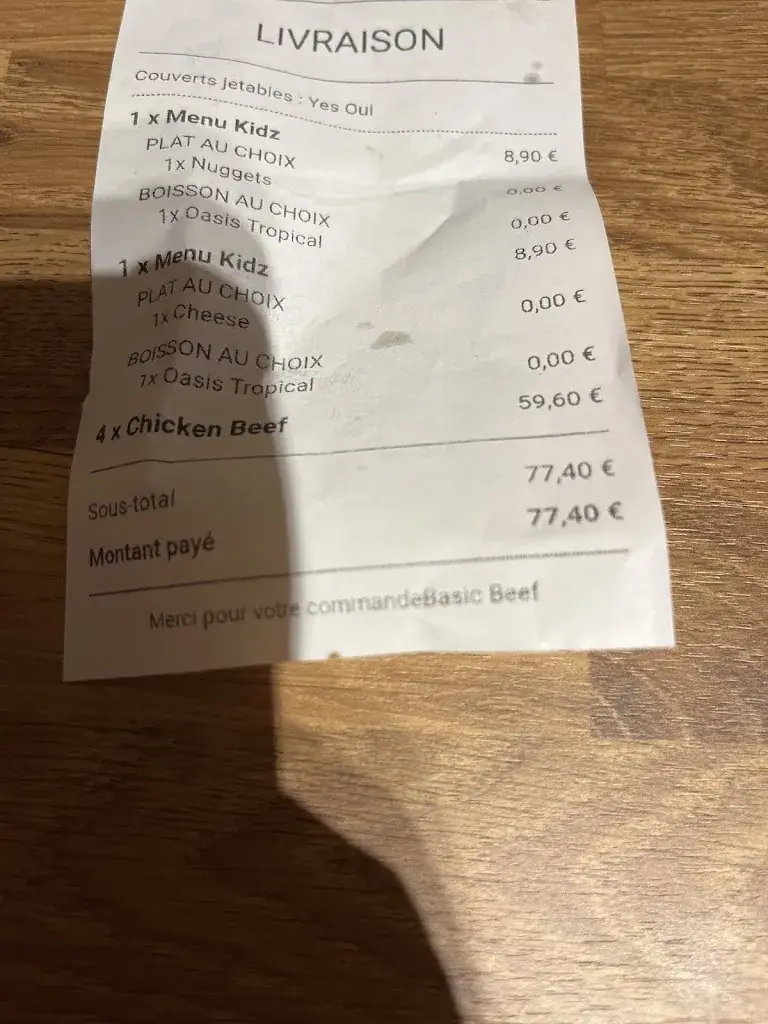 LIVRAISON
Couverts jetables : Yes Oui
1 x Menu Kidz 8,90 €
PLAT AU CHOIX
1x Nuggets 0,00 €
BOISSON AU CHOIX
1x Oasis Tropical 0,00 €
1 x Menu Kidz 8,90 €
PLAT AU CHOIX
1x Cheese 0,00 €
BOISSON AU CHOIX
1x Oasis Tropical 0,00 €
4 x Chicken Beef 59,60 €
Sous-total 77,40 €
Montant payé 77,40 €
Merci pour votre commandeBasic Beef